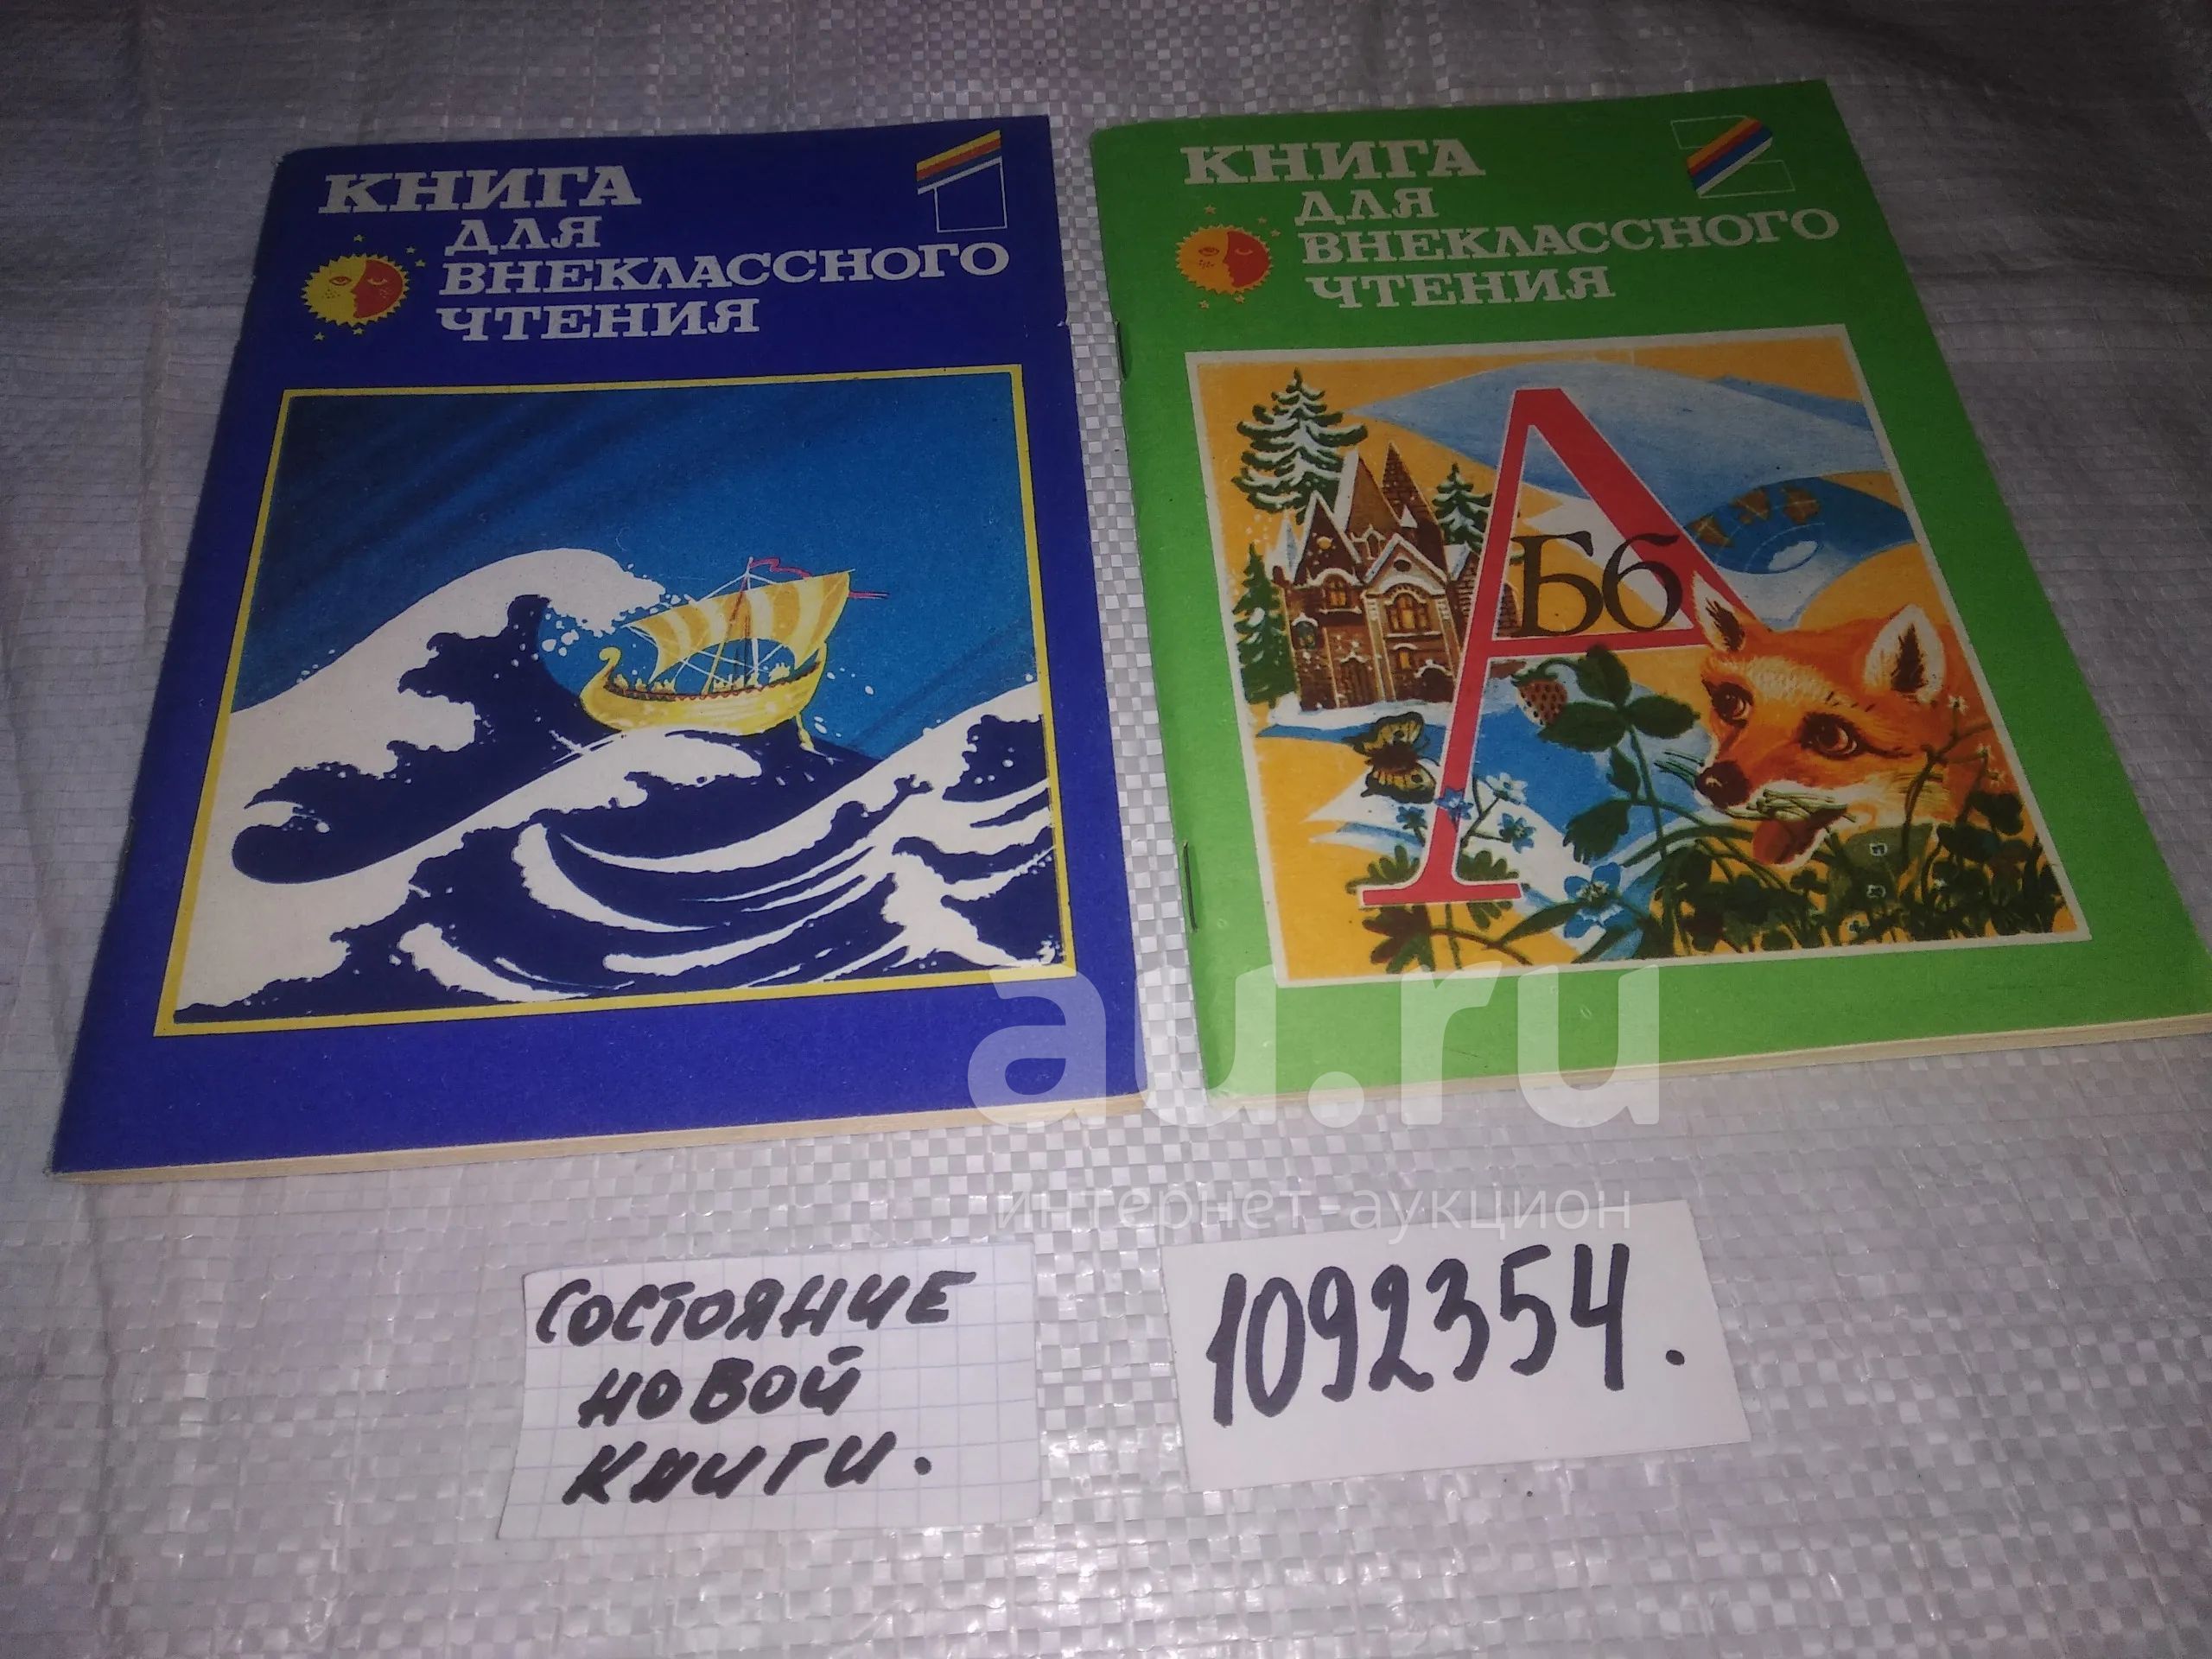 КНИГА
ДЛЯ
ВНЕКЛАССНОГО
ЧТЕНИЯ
1
КНИГА
ДЛЯ
ВНЕКЛАССНОГО
ЧТЕНИЯ
2
А
Бб
au.ru
интернет-аукцион
СОСТОЯНИЕ
НОВОЙ
КНИГИ.
1092354.